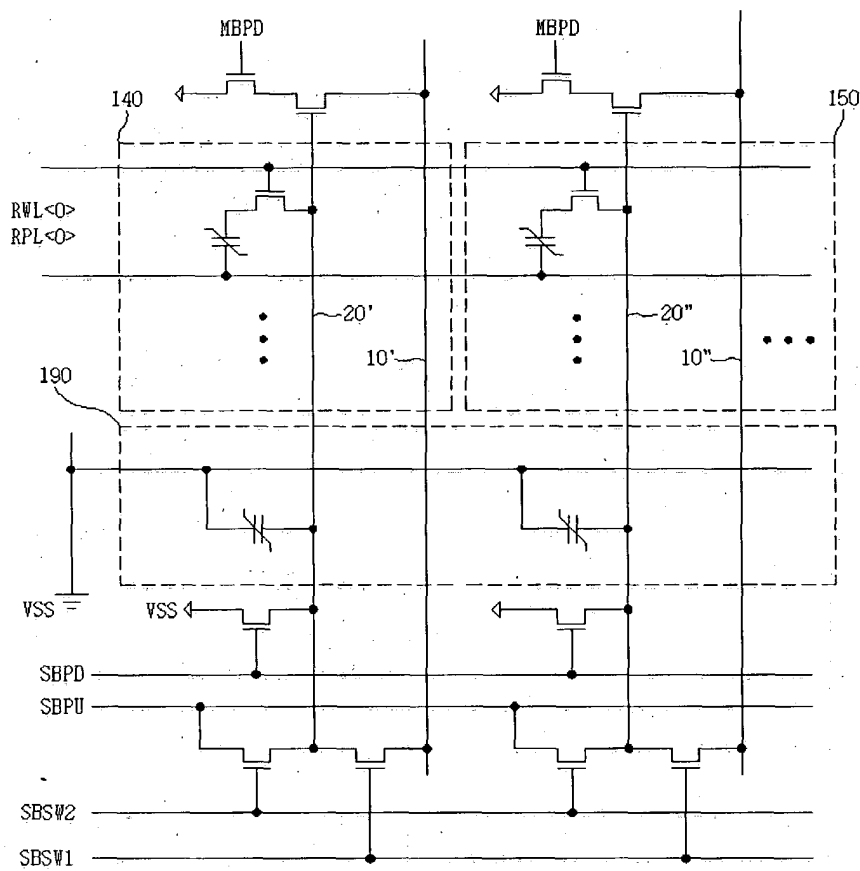 MBPD MBPD
140 150
RWL<0>
RPL<0>
20' 20"
10' 10"
190
VSS VSS
SBPD
SBPU
SBSW2
SBSW1